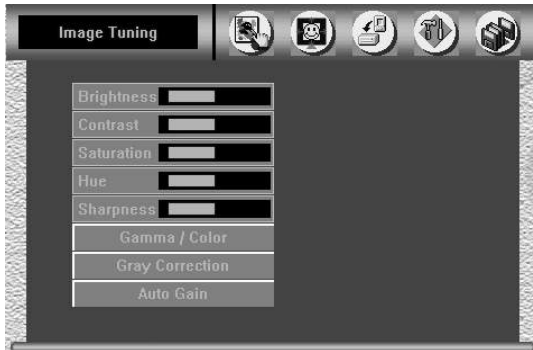 Image Tuning
Brightness
Contrast
Saturation
Hue
Sharpness
Gamma / Color
Gray Correction
Auto Gain